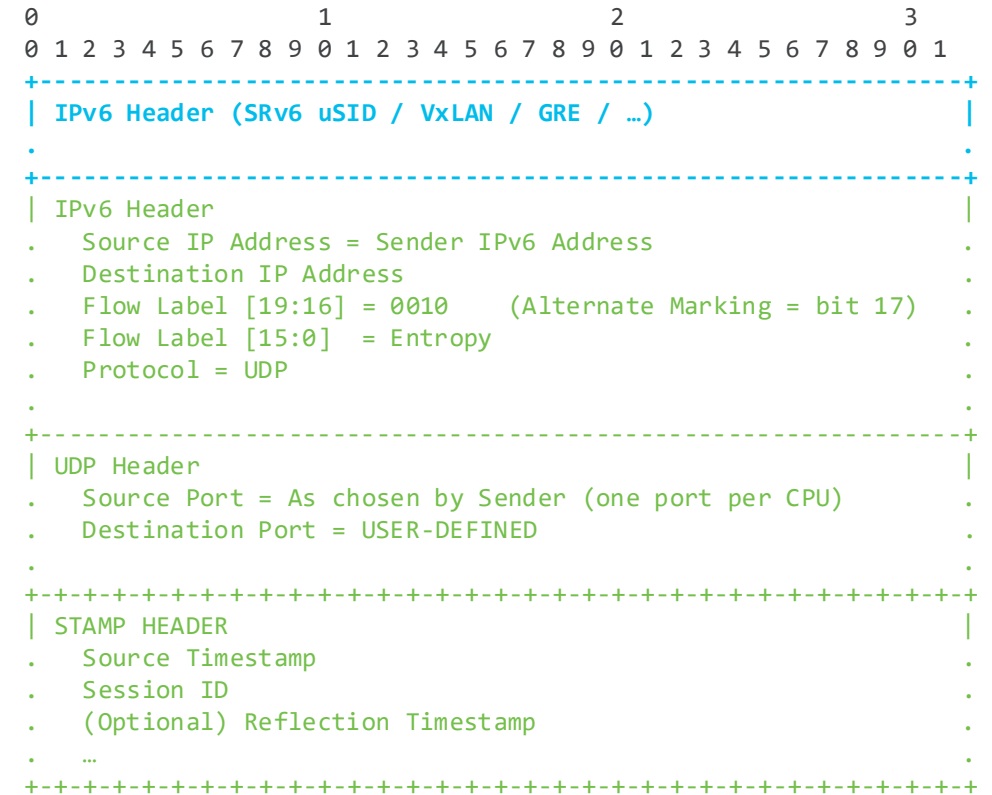 0                   1                   2                   3
0 1 2 3 4 5 6 7 8 9 0 1 2 3 4 5 6 7 8 9 0 1 2 3 4 5 6 7 8 9 0 1
+---------------------------------------------------------------+
| IPv6 Header (SRv6 uSID / VxLAN / GRE / …)                     |
.                                                               .
+---------------------------------------------------------------+
| IPv6 Header                                                   |
.   Source IP Address = Sender IPv6 Address                     .
.   Destination IP Address                                      .
.   Flow Label [19:16] = 0010    (Alternate Marking = bit 17)   .
.   Flow Label [15:0]  = Entropy                                .
.   Protocol = UDP                                              .
.                                                               .
+---------------------------------------------------------------+
| UDP Header                                                    |
.   Source Port = As chosen by Sender (one port per CPU)        .
.   Destination Port = USER-DEFINED                             .
.                                                               .
+-+-+-+-+-+-+-+-+-+-+-+-+-+-+-+-+-+-+-+-+-+-+-+-+-+-+-+-+-+-+-+-+
| STAMP HEADER                                                  |
.   Source Timestamp                                            .
.   Session ID                                                  .
.   (Optional) Reflection Timestamp                             .
.   …                                                           .
+-+-+-+-+-+-+-+-+-+-+-+-+-+-+-+-+-+-+-+-+-+-+-+-+-+-+-+-+-+-+-+-+